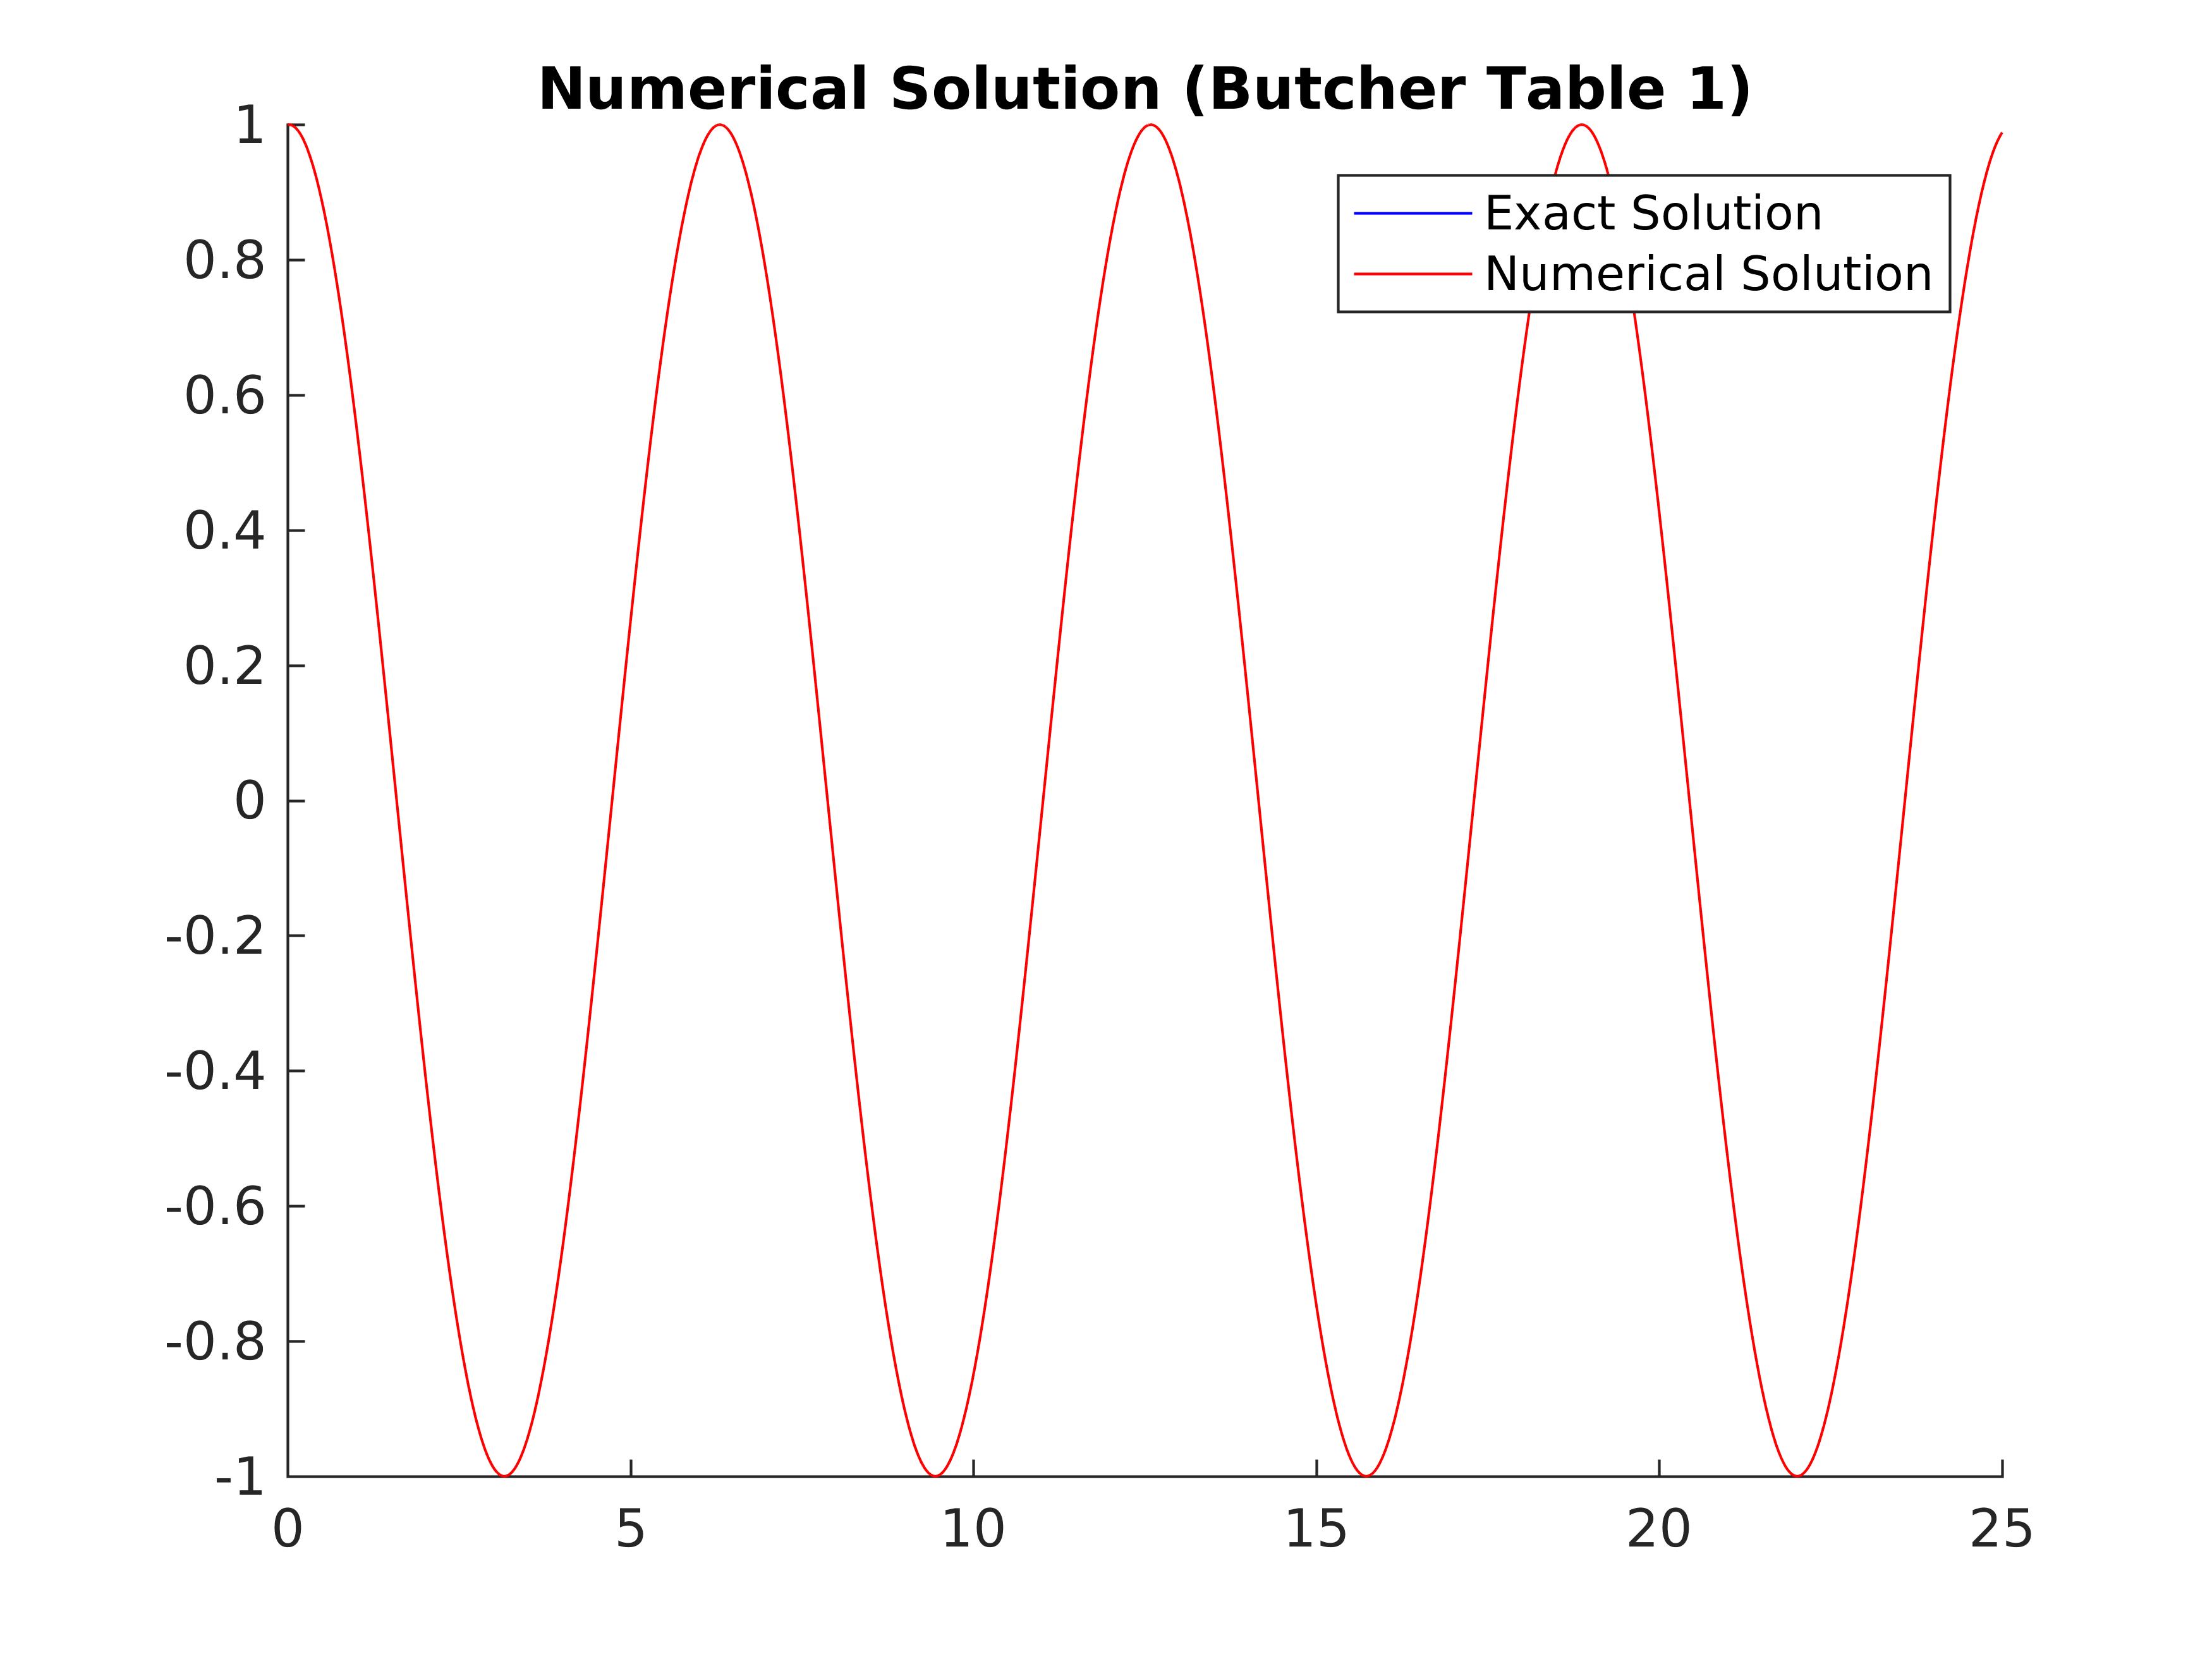 Numerical Solution (Butcher Table 1)
1
Exact Solution
0.8
Numerical Solution
0.6
0.4
0.2
0
-0.2
-0.4
-0.6
-0.8
-1
0 5 10 15 20 25